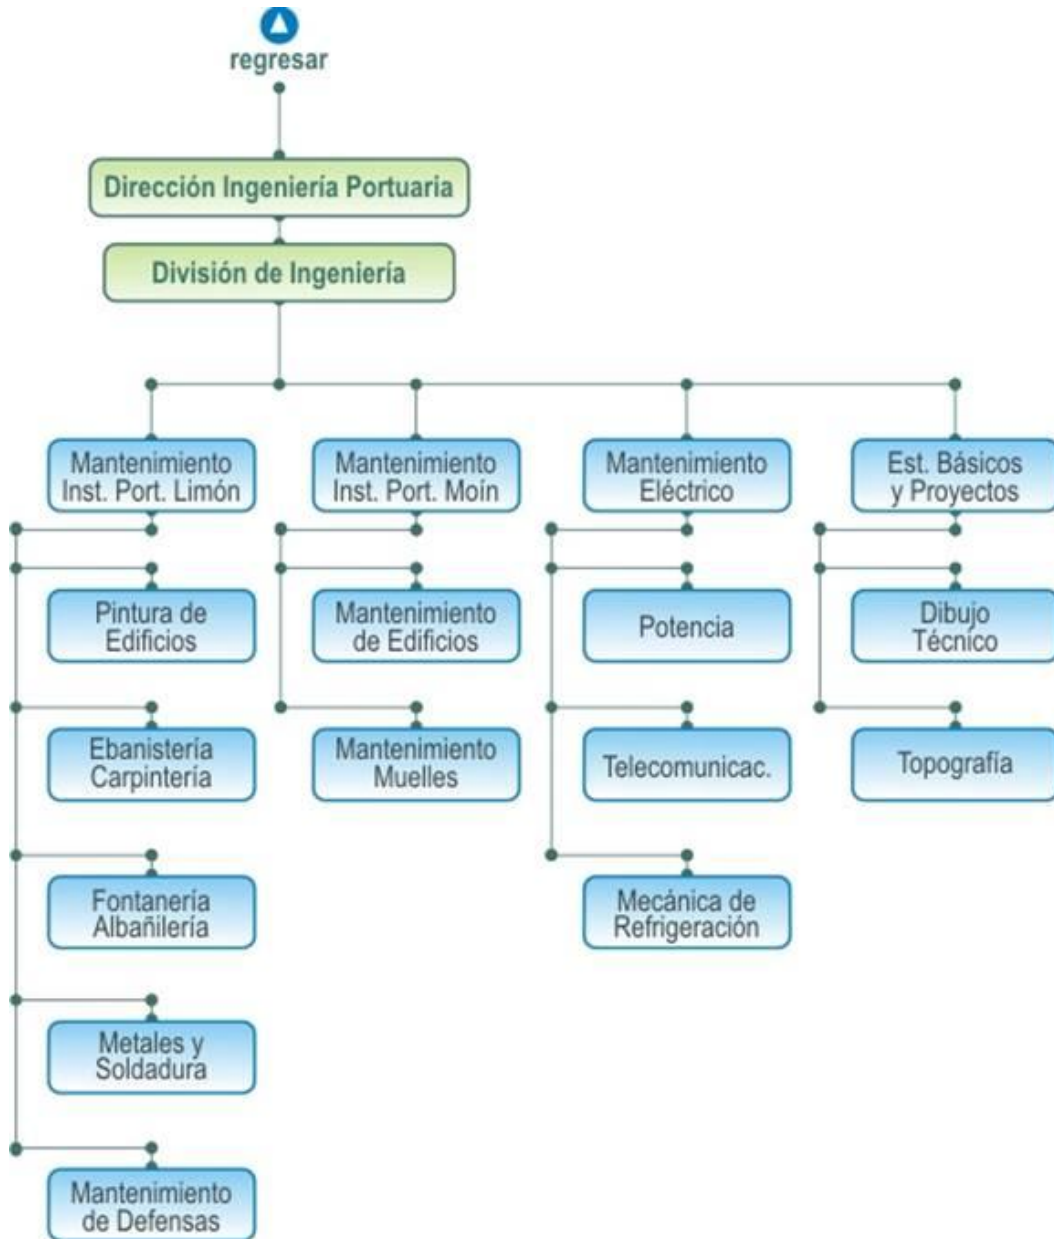 regresar
Dirección Ingeniería Portuaria
División de Ingeniería
Mantenimiento
Inst. Port. Limón
Mantenimiento
Inst. Port. Moín
Mantenimiento
Eléctrico
Est. Básicos
y Proyectos
Pintura de
Edificios
Mantenimiento
de Edificios
Potencia
Dibujo
Técnico
Ebanistería
Carpintería
Mantenimiento
Muelles
Telecomunicac.
Topografía
Fontanería
Albañilería
Mecánica de
Refrigeración
Metales y
Soldadura
Mantenimiento
de Defensas